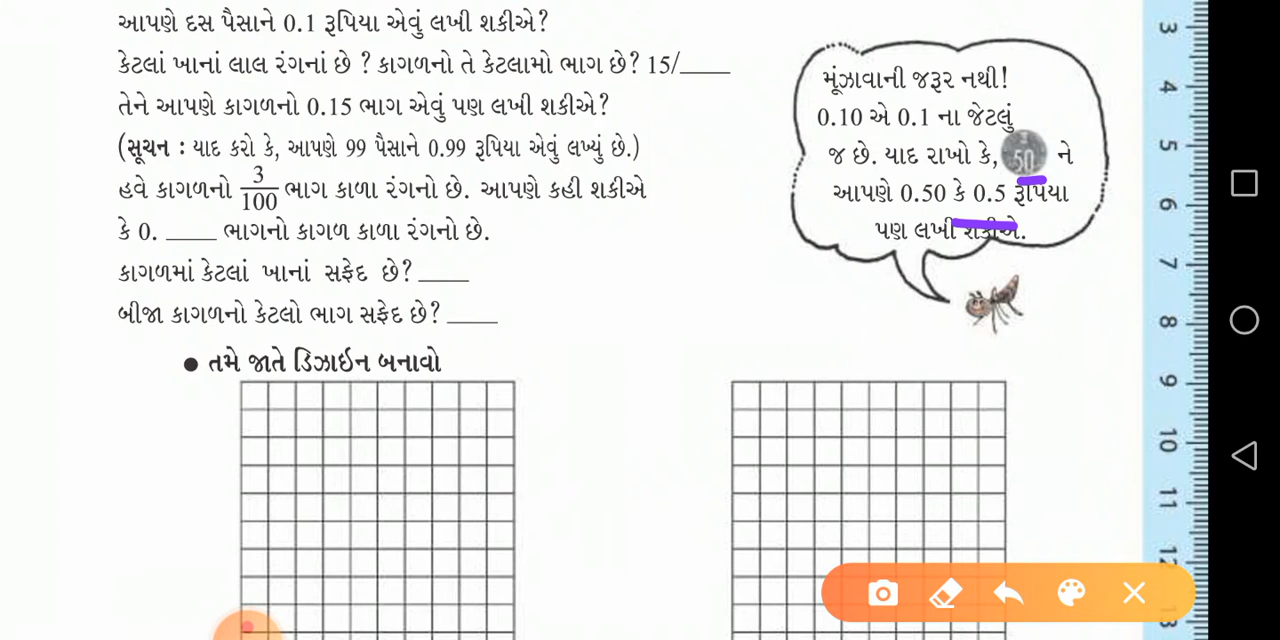 આપણે દસ પૈસાને 0.1 રૂપિયા એવું લખી શકીએ?
કેટલાં ખાનાં લાલ રંગનાં છે ? કાગળનો તે કેટલામો ભાગ છે? 15/____
તેને આપણે કાગળનો 0.15 ભાગ એવું પણ લખી શકીએ?
(સૂચન : યાદ કરો કે, આપણે 99 પૈસાને 0.99 રૂપિયા એવું લખ્યું છે.)
હવે કાગળનો 3/100 ભાગ કાળા રંગનો છે. આપણે કહી શકીએ
કે 0. ____ ભાગનો કાગળ કાળા રંગનો છે.
કાગળમાં કેટલાં ખાનાં સફેદ છે? ____
બીજા કાગળનો કેટલો ભાગ સફેદ છે? ____
મૂંઝાવાની જરૂર નથી!
0.10 એ 0.1 ના જેટલું
જ છે. યાદ રાખો કે, 50 ને
આપણે 0.50 કે 0.5 રૂપિયા
પણ લખી શકીએ.
● તમે જાતે ડિઝાઇન બનાવો
3
4
5
6
7
8
9
10
11
12
13